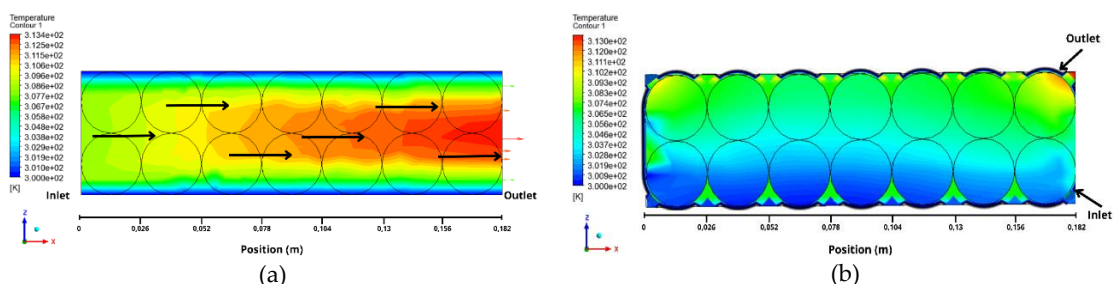 Temperature
Contour 1
3.134e+02
3.125e+02
3.115e+02
3.105e+02
3.096e+02
3.086e+02
3.077e+02
3.067e+02
3.058e+02
3.048e+02
3.038e+02
3.029e+02
3.019e+02
3.010e+02
3.000e+02
[K]
Inlet
Outlet
Z
X
0
0,026
0,052
0,078
0,104
0,13
0,156
0,182
Position (m)
(a)
Temperature
Contour 1
3.130e+02
3.120e+02
3.111e+02
3.102e+02
3.093e+02
3.083e+02
3.074e+02
3.065e+02
3.056e+02
3.046e+02
3.037e+02
3.028e+02
3.019e+02
3.009e+02
3.000e+02
[K]
Outlet
Inlet
Z
X
0
0,026
0,052
0,078
0,104
0,13
0,156
0,182
Position (m)
(b)